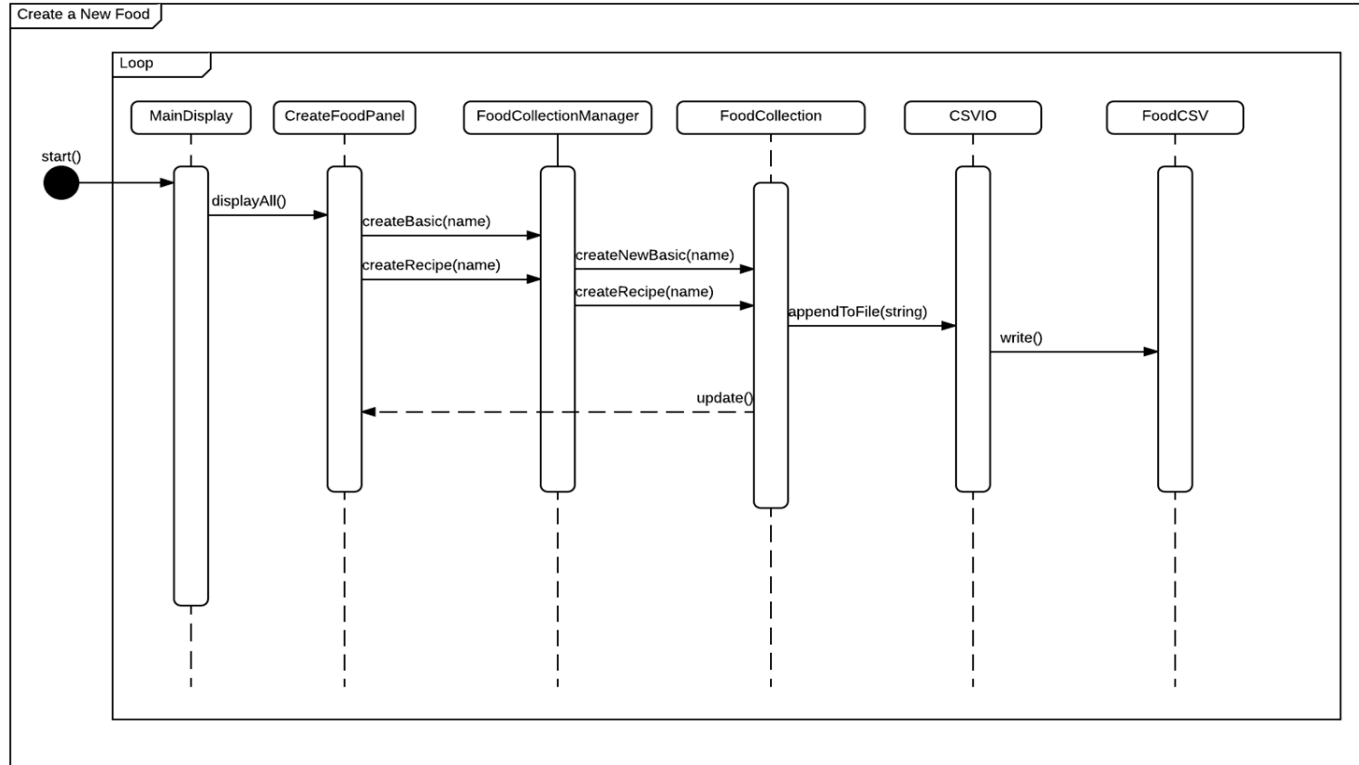 Create a New Food
Loop
MainDisplay
CreateFoodPanel
FoodCollectionManager
FoodCollection
CSVIO
FoodCSV
start()
displayAll()
createBasic(name)
createNewBasic(name)
createRecipe(name)
createRecipe(name)
appendToFile(string)
write()
update()